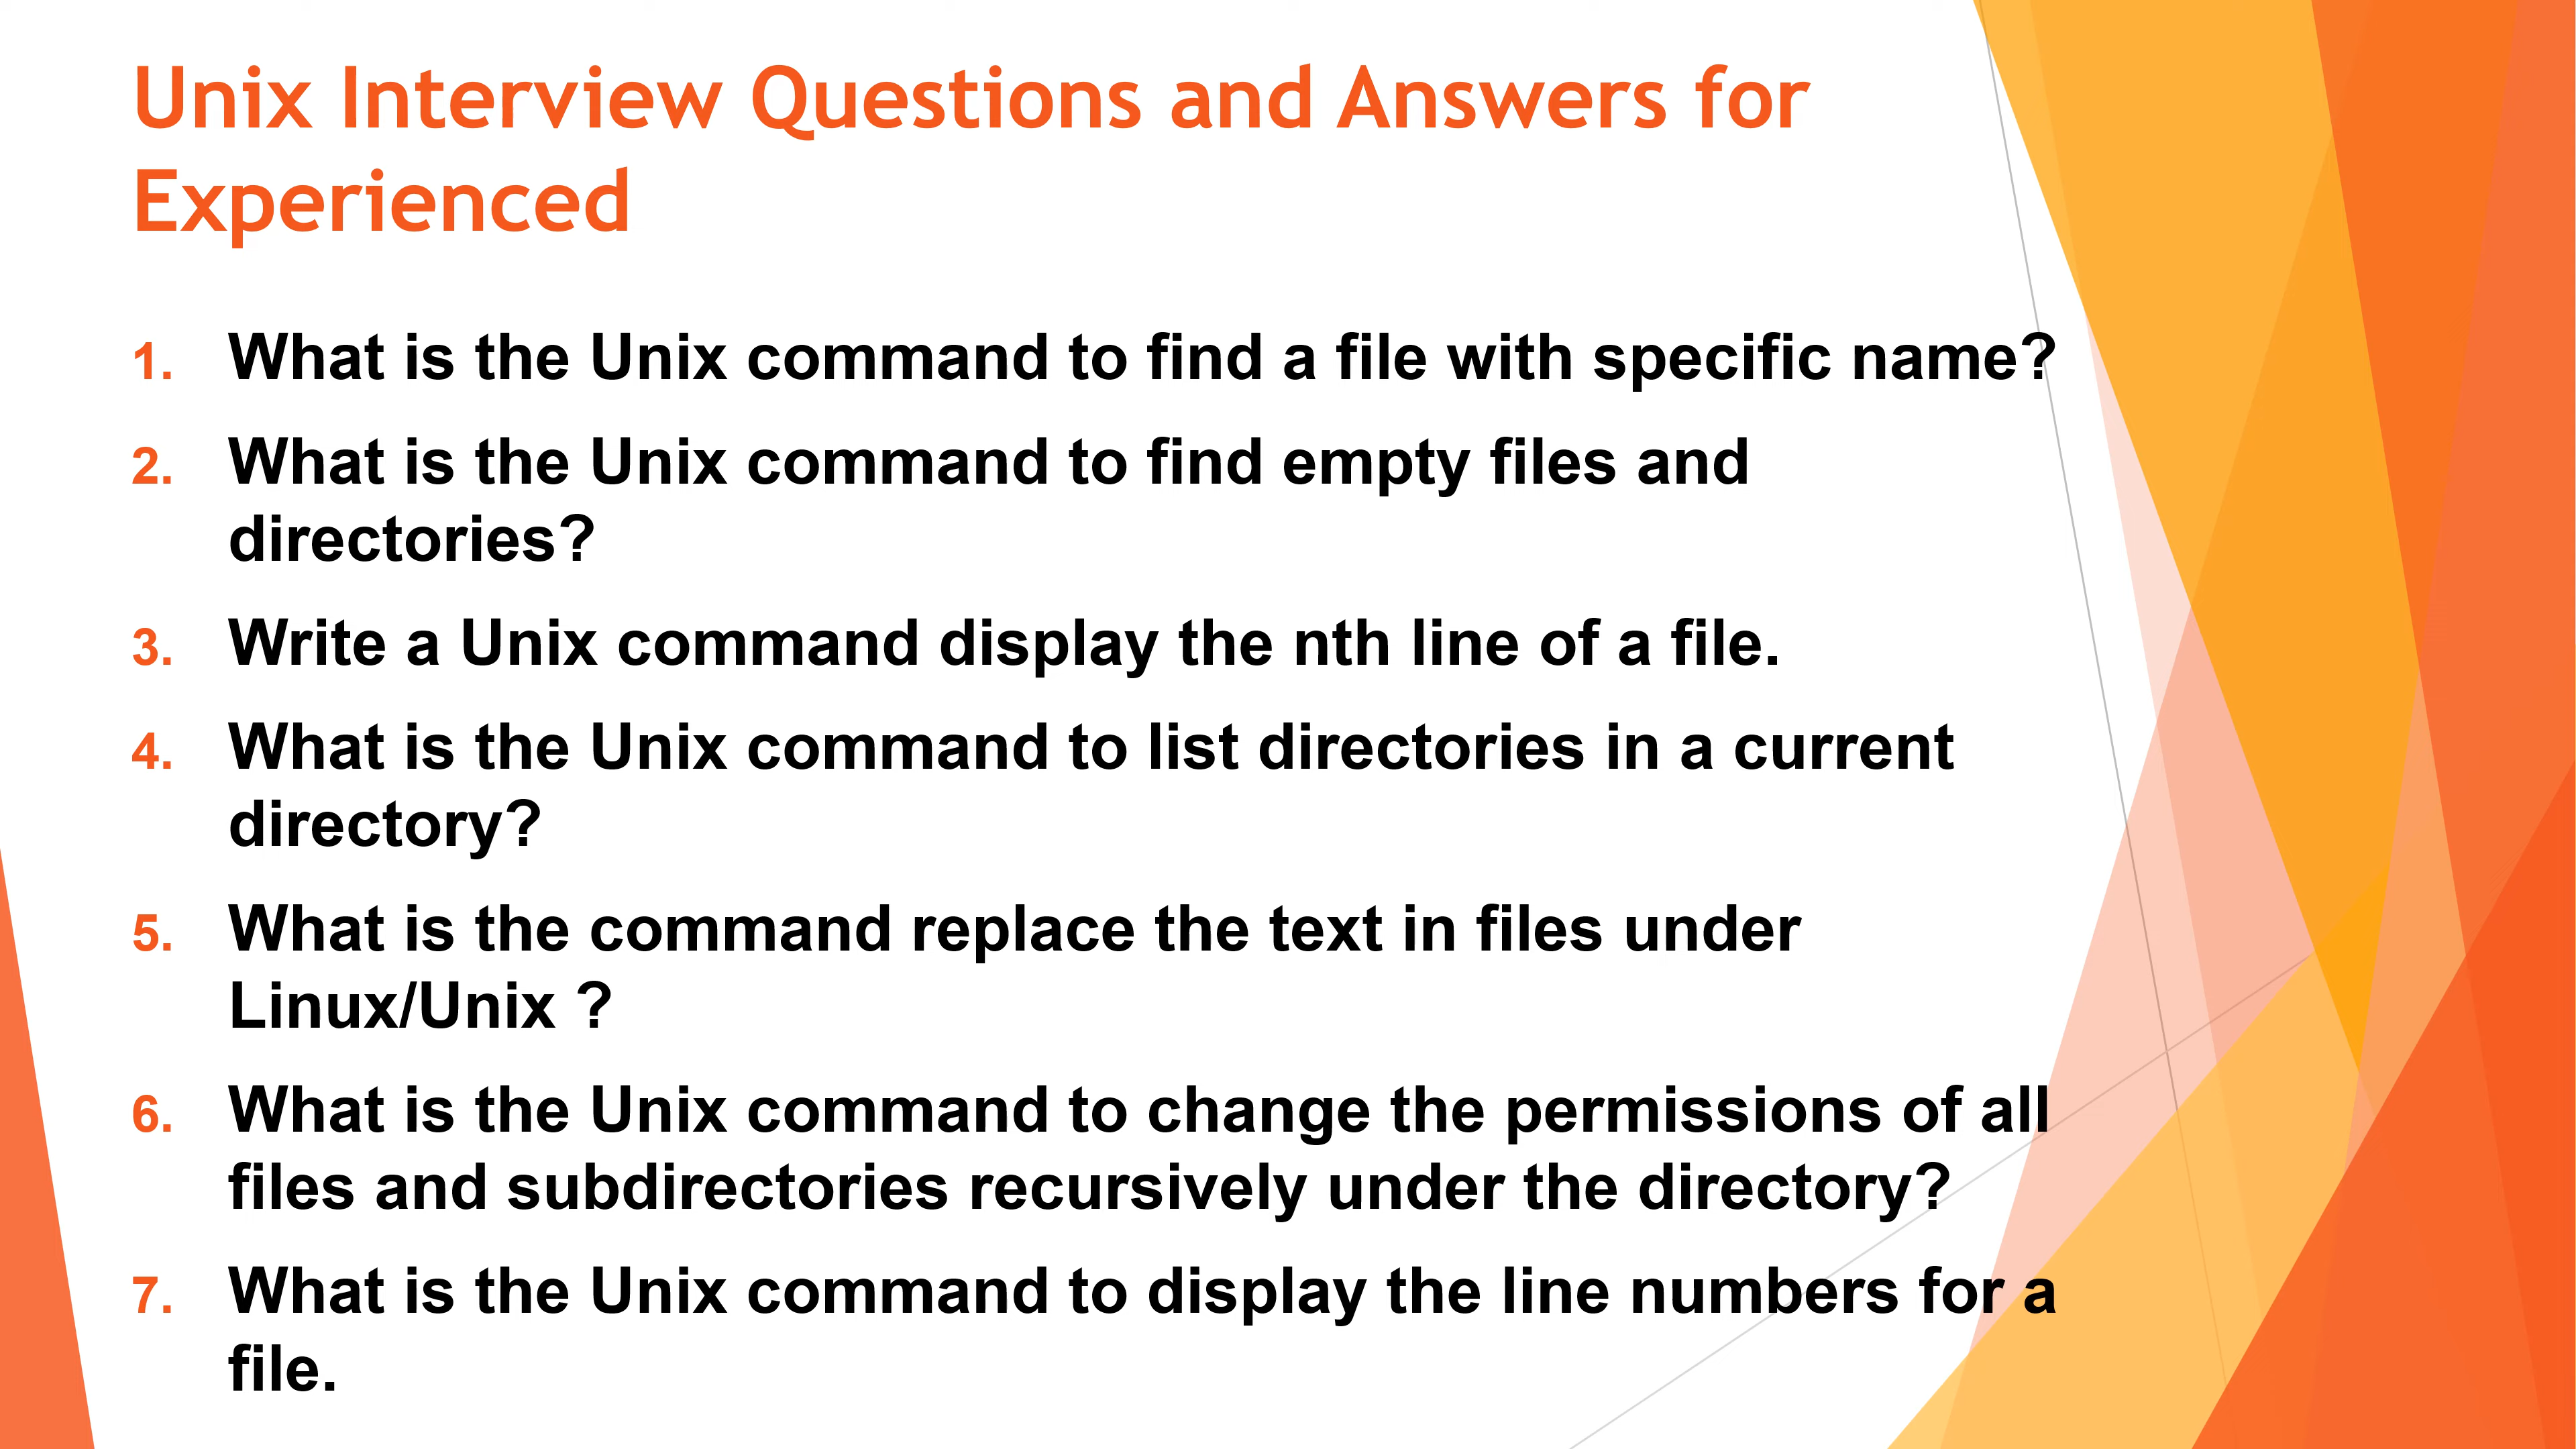 Unix Interview Questions and Answers for
Experienced
1. What is the Unix command to find a file with specific name?
2. What is the Unix command to find empty files and
directories?
3. Write a Unix command display the nth line of a file.
4. What is the Unix command to list directories in a current
directory?
5. What is the command replace the text in files under
Linux/Unix ?
6. What is the Unix command to change the permissions of all
files and subdirectories recursively under the directory?
7. What is the Unix command to display the line numbers for a
file.